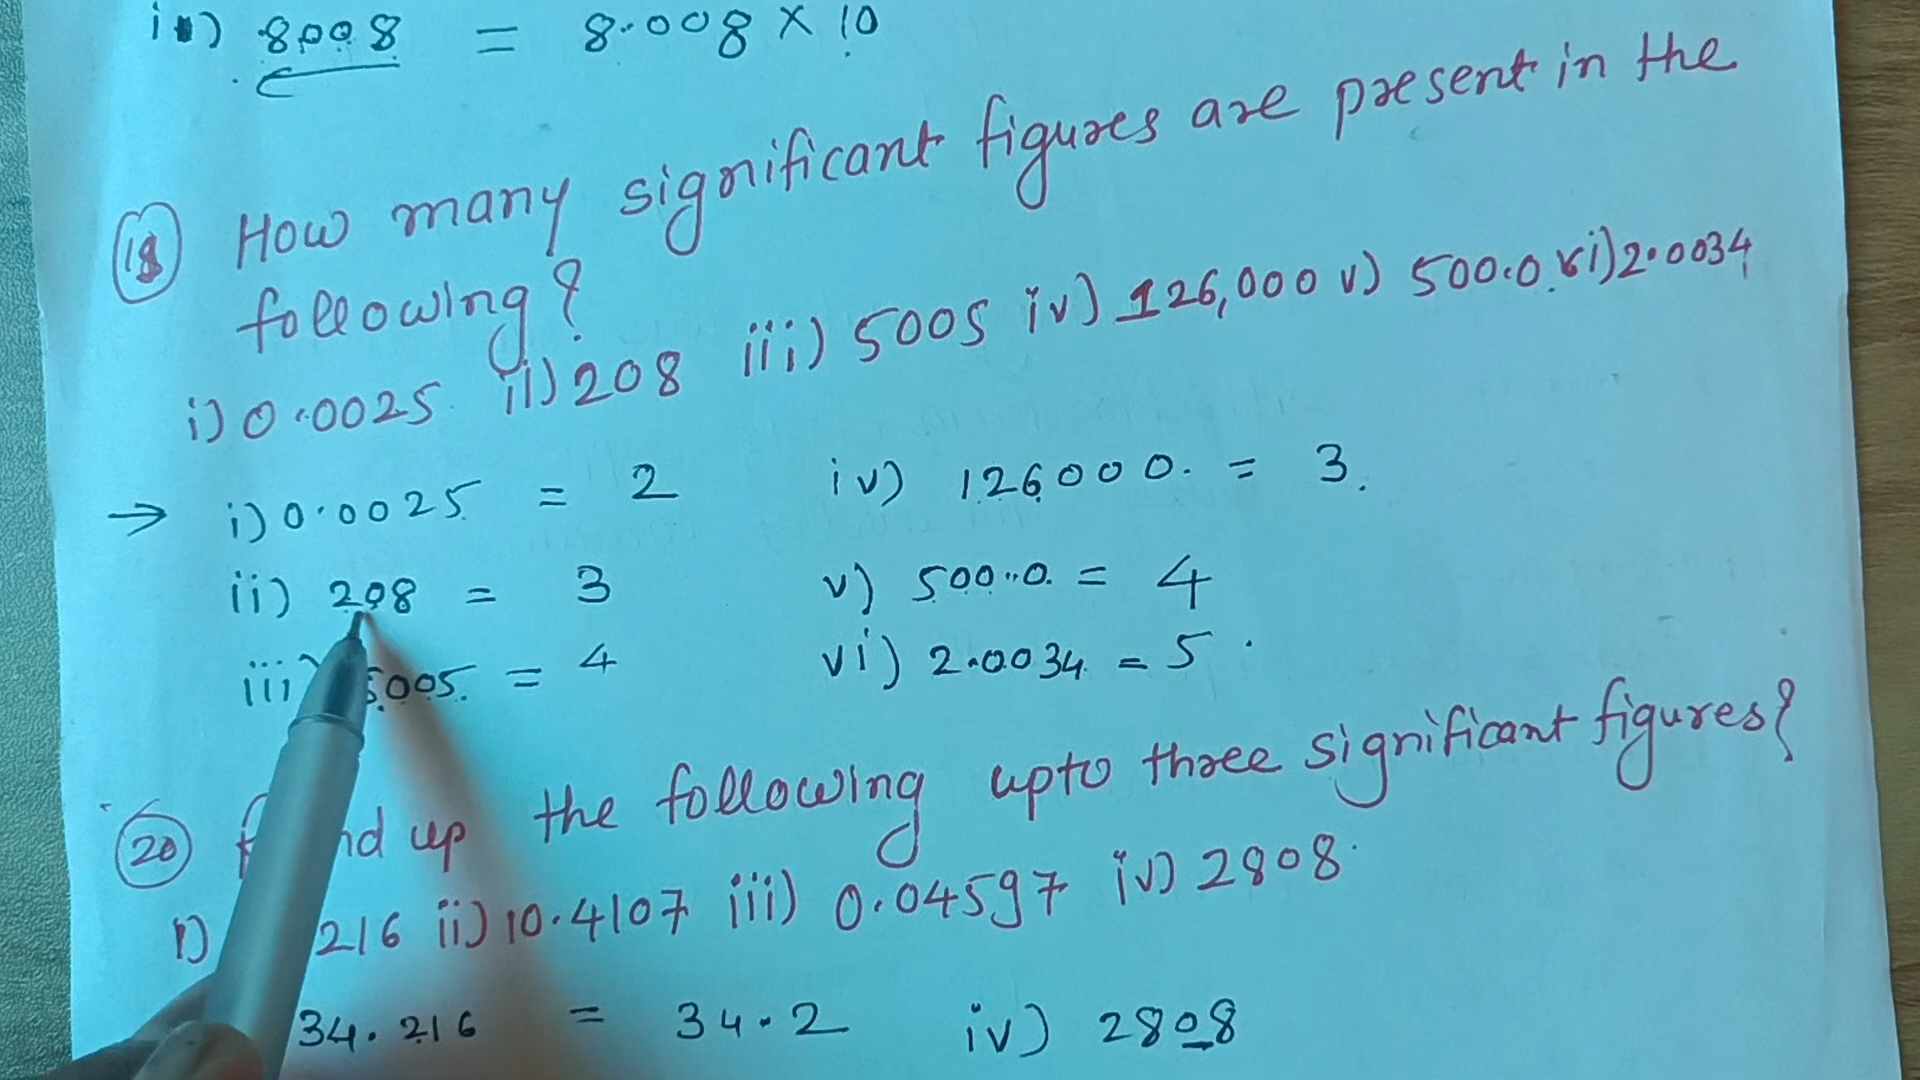 iv) 8008 = 8.008 × 10
How many significant figures are present in the
following?
i) 0.0025 ii) 208 iii) 5005 iv) 126,000 v) 500.0 vi) 2.0034
→ i) 0.0025 = 2 iv) 126000. = 3.
ii) 208 = 3 v) 500.0 = 4
iii) 5005. = 4 vi) 2.0034 = 5.
20 up the following upto three significant figures?
i) 216 ii) 10.4107 iii) 0.04597 iv) 2808.
34.216 = 34.2 iv) 2808